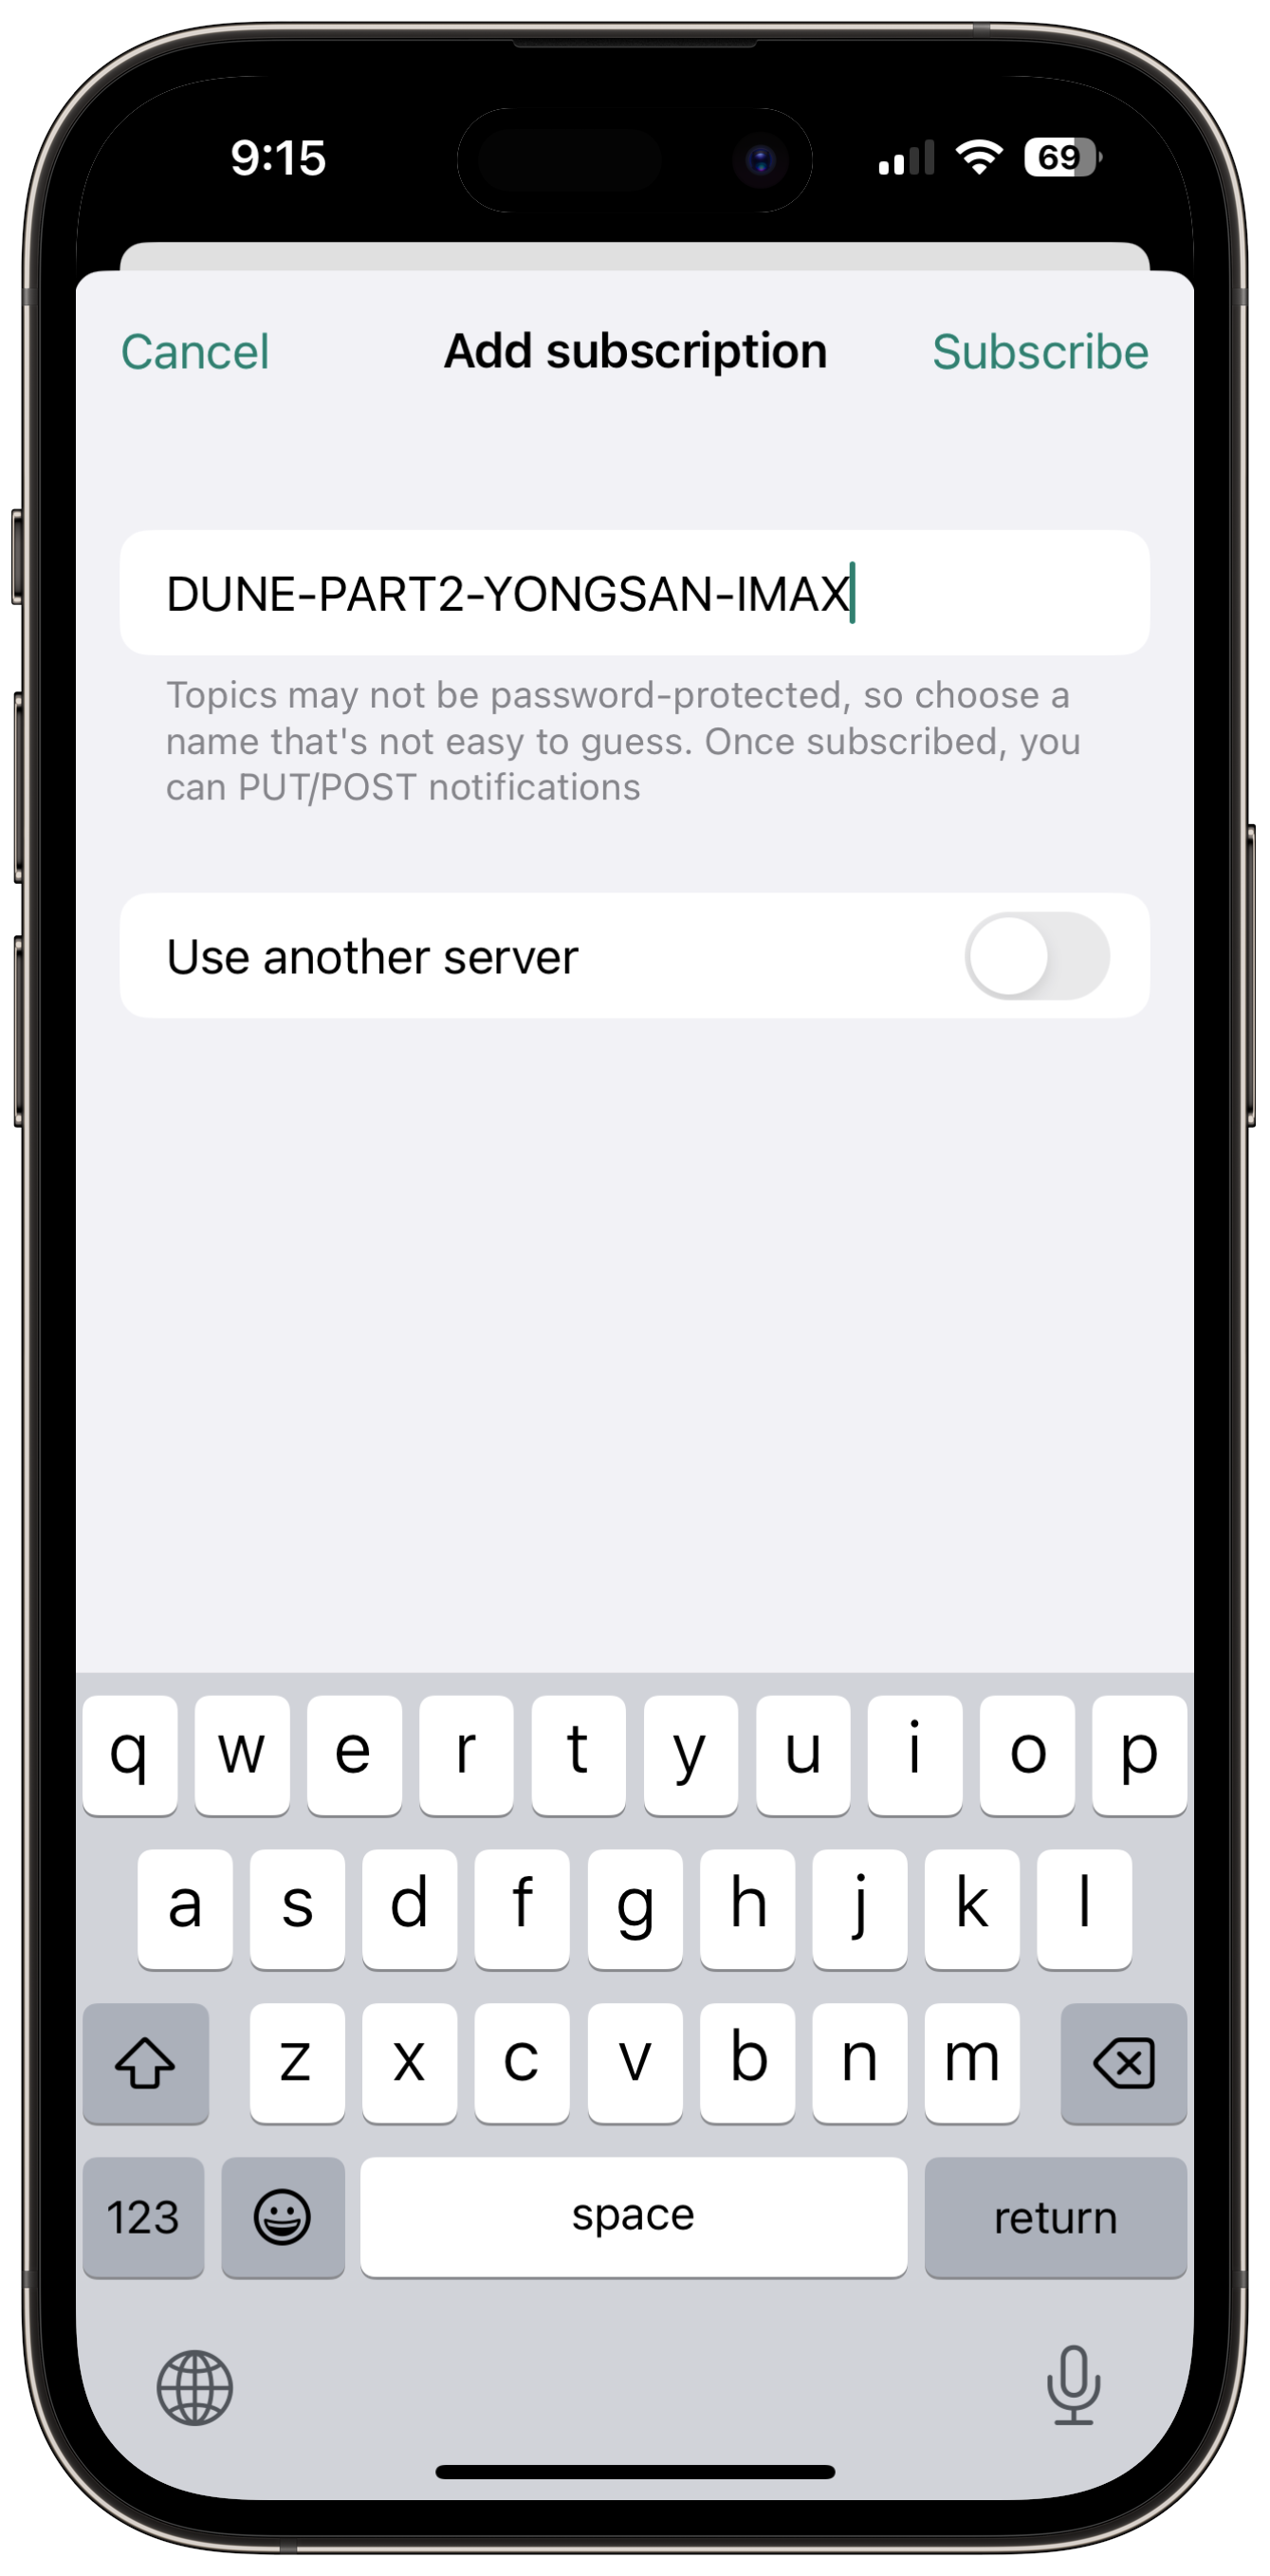 9:15
69
Cancel Add subscription Subscribe
DUNE-PART2-YONGSAN-IMAX
Topics may not be password-protected, so choose a
name that's not easy to guess. Once subscribed, you
can PUT/POST notifications
Use another server
q w e r t y u i o p
a s d f g h j k l
z x c v b n m
123 space return